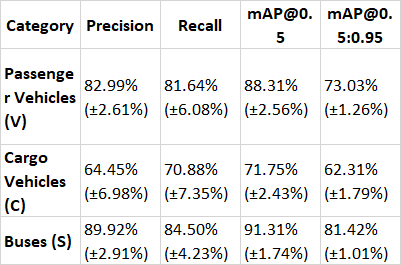 Category Precision Recall mAP@0. mAP@0.
5 5:0.95
Passenge
r Vehicles 82.99% 81.64% 88.31% 73.03%
(V) (±2.61%) (±6.08%) (±2.56%) (±1.26%)
Cargo
Vehicles 64.45% 70.88% 71.75% 62.31%
(C) (±6.98%) (±7.35%) (±2.43%) (±1.79%)
Buses (S) 89.92% 84.50% 91.31% 81.42%
(±2.91%) (±4.23%) (±1.74%) (±1.01%)